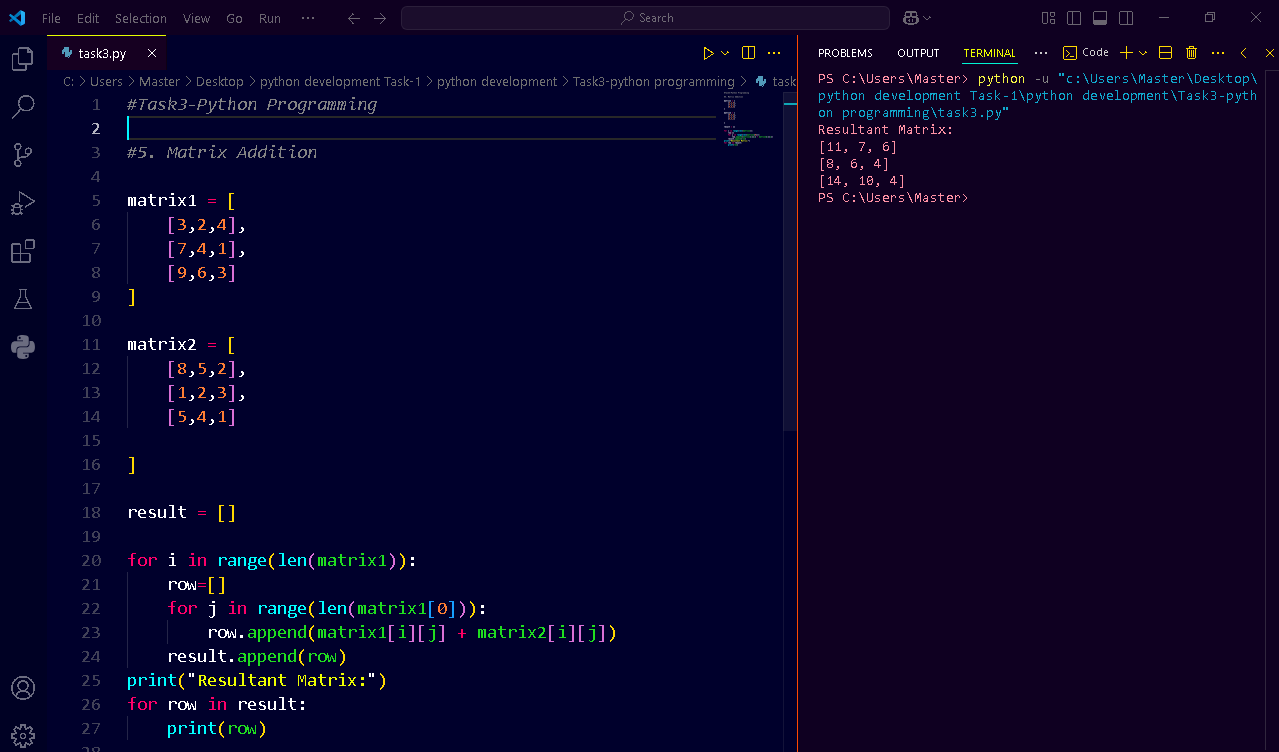 File Edit Selection View Go Run ··· Search
task3.py
C: > Users > Master > Desktop > python development Task-1 > python development > Task3-python programming > task
1 #Task3-Python Programming
2
3 #5. Matrix Addition
4
5 matrix1 = [
6 [3,2,4],
7 [7,4,1],
8 [9,6,3]
9 ]
10
11 matrix2 = [
12 [8,5,2],
13 [1,2,3],
14 [5,4,1]
15
16 ]
17
18 result = []
19
20 for i in range(len(matrix1)):
21 row=[]
22 for j in range(len(matrix1[0])):
23 row.append(matrix1[i][j] + matrix2[i][j])
24 result.append(row)
25 print("Resultant Matrix:")
26 for row in result:
27 print(row)
28
PROBLEMS OUTPUT TERMINAL ··· Code
PS C:\Users\Master> python -u "c:\Users\Master\Desktop\
python development Task-1\python development\Task3-pyth
on programming\task3.py"
Resultant Matrix:
[11, 7, 6]
[8, 6, 4]
[14, 10, 4]
PS C:\Users\Master>